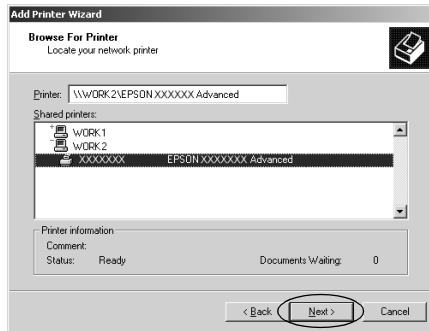 Add Printer Wizard
Browse For Printer
Locate your network printer
Printer: \\WORK2\EPSON XXXXXX Advanced
Shared printers:
WORK1
WORK2
XXXXXXX EPSON XXXXXXX Advanced
Printer information
Comment:
Status: Ready Documents Waiting: 0
< Back Next > Cancel